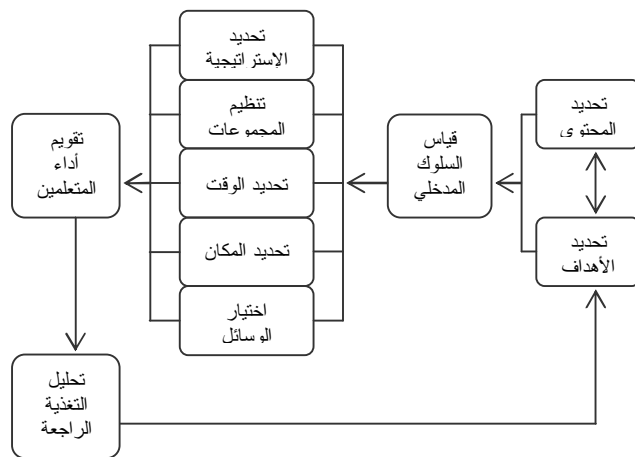 تحديد
المحتوى
تحديد
الأهداف
قياس
السلوك
المدخلي
تحديد
الإستراتيجية
تنظيم
المجموعات
تحديد الوقت
تحديد المكان
اختيار
الوسائل
تقويم
أداء
المتعلمين
تحليل
التغذية
الراجعة